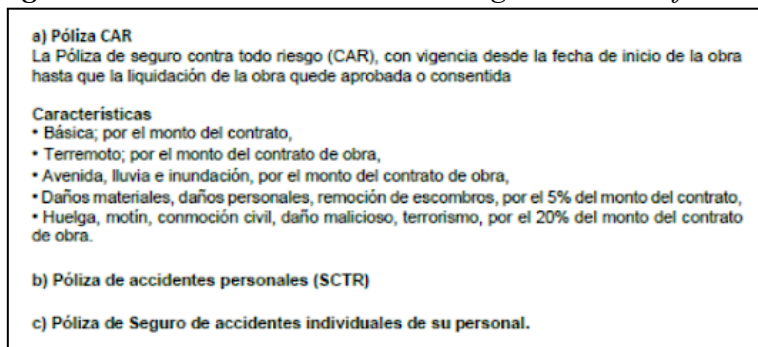 a) Póliza CAR
La Póliza de seguro contra todo riesgo (CAR), con vigencia desde la fecha de inicio de la obra
hasta que la liquidación de la obra quede aprobada o consentida
Características
• Básica; por el monto del contrato,
• Terremoto; por el monto del contrato de obra,
• Avenida, lluvia e inundación, por el monto del contrato de obra,
• Daños materiales, daños personales, remoción de escombros, por el 5% del monto del contrato,
• Huelga, motín, conmoción civil, daño malicioso, terrorismo, por el 20% del monto del contrato
de obra.
b) Póliza de accidentes personales (SCTR)
c) Póliza de Seguro de accidentes individuales de su personal.